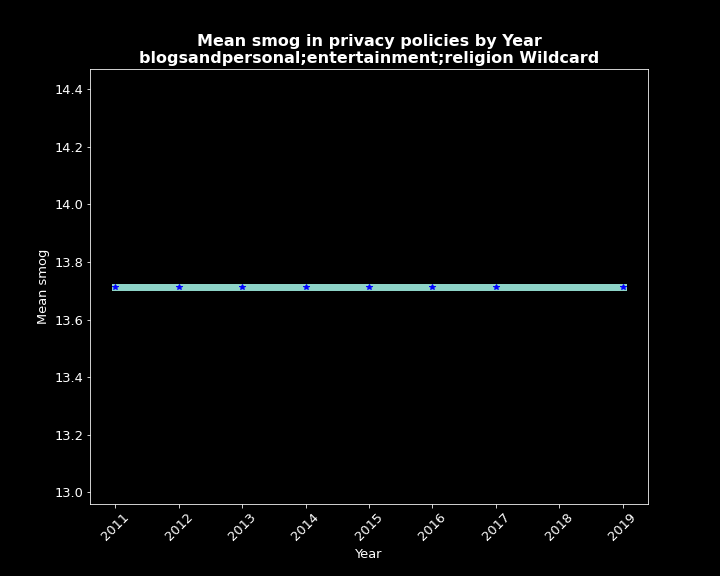 Mean smog in privacy policies by Year
blogsandpersonal;entertainment;religion Wildcard
14.4
14.2
14.0
13.8
13.6
13.4
13.2
13.0
Mean smog
2011 2012 2013 2014 2015 2016 2017 2018 2019
Year